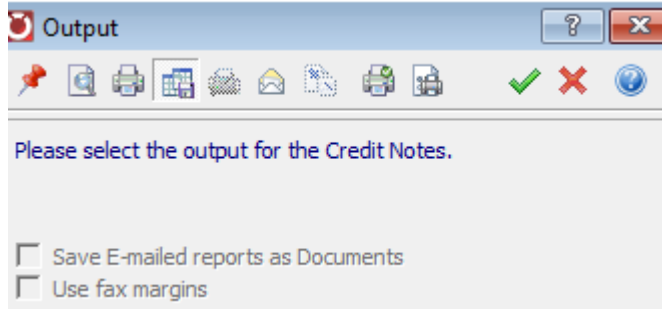 Output
Please select the output for the Credit Notes.
Save E-mailed reports as Documents
Use fax margins